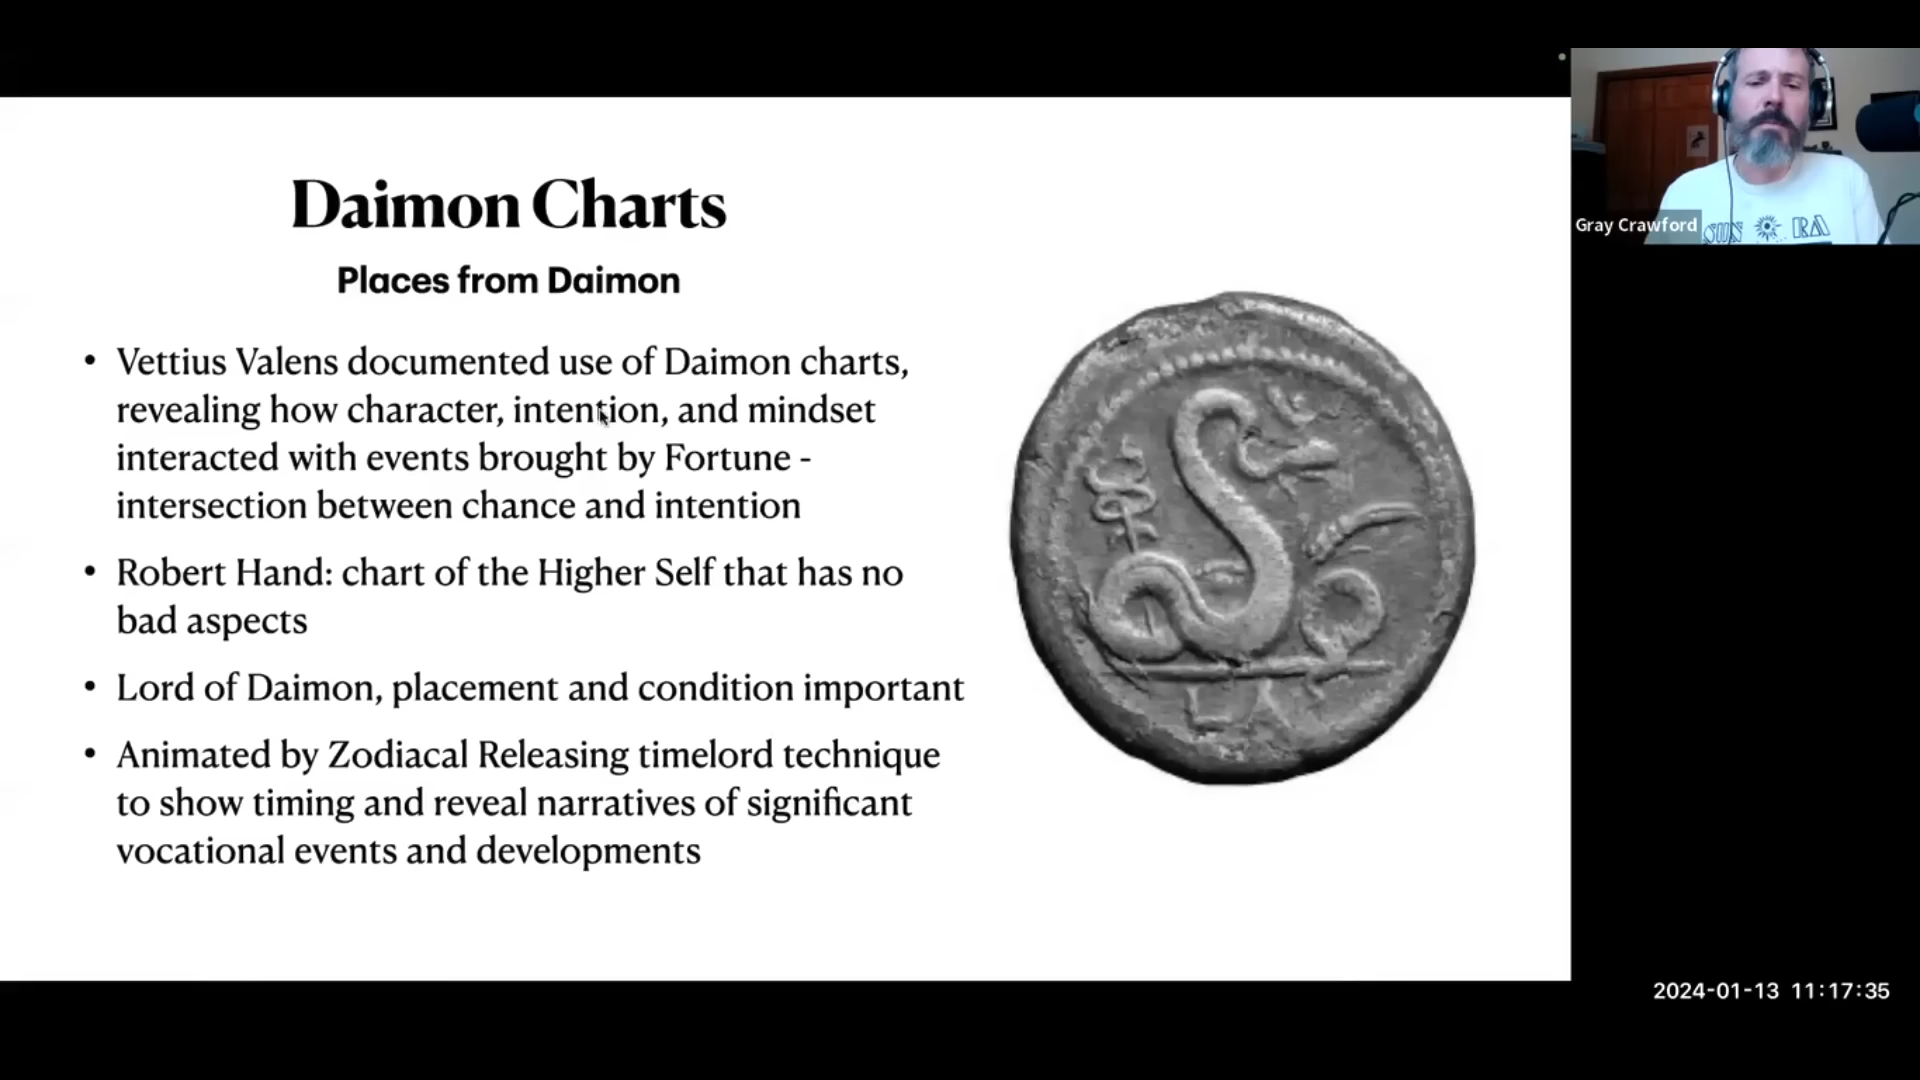 Daimon Charts
Places from Daimon
• Vettius Valens documented use of Daimon charts,
revealing how character, intention, and mindset
interacted with events brought by Fortune -
intersection between chance and intention
• Robert Hand: chart of the Higher Self that has no
bad aspects
• Lord of Daimon, placement and condition important
• Animated by Zodiacal Releasing timelord technique
to show timing and reveal narratives of significant
vocational events and developments
Gray Crawford
SUN RA
2024-01-13 11:17:35